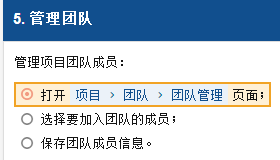 5. 管理团队
管理项目团队成员：
打开 项目 › 团队 › 团队管理 页面；
选择要加入团队的成员；
保存团队成员信息。